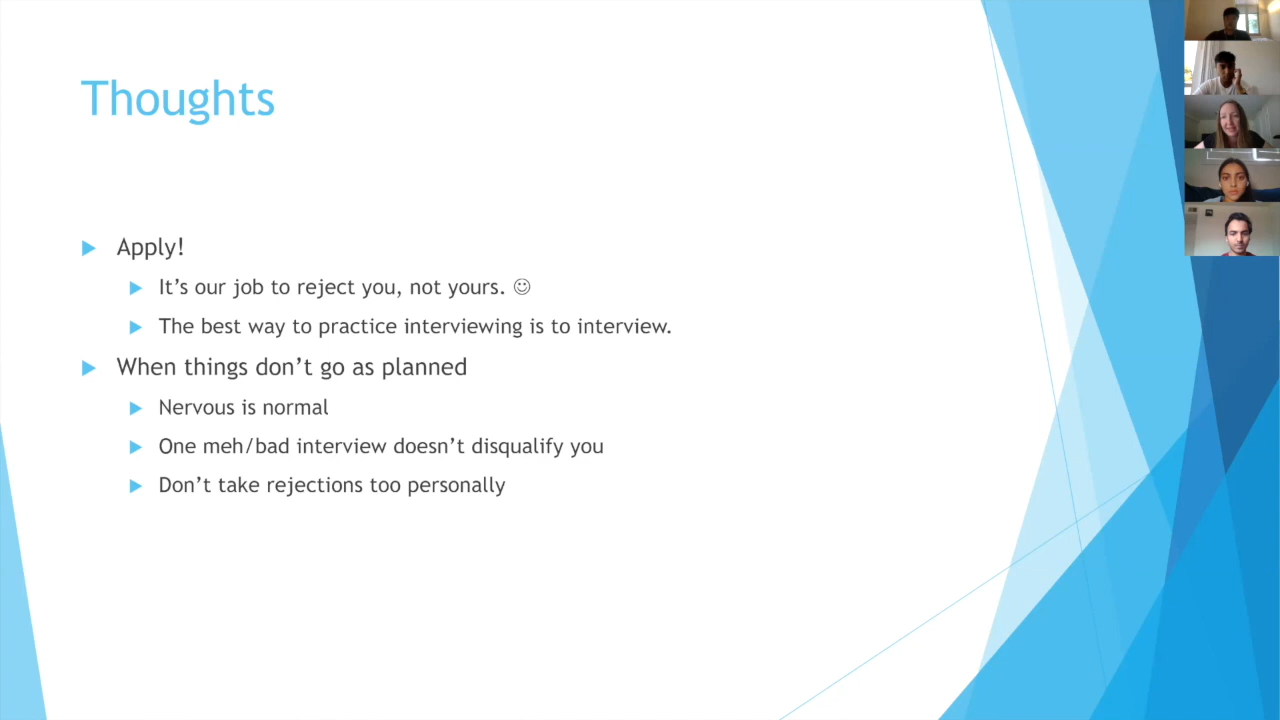 Thoughts
Apply!
It’s our job to reject you, not yours. ☺
The best way to practice interviewing is to interview.
When things don’t go as planned
Nervous is normal
One meh/bad interview doesn’t disqualify you
Don’t take rejections too personally